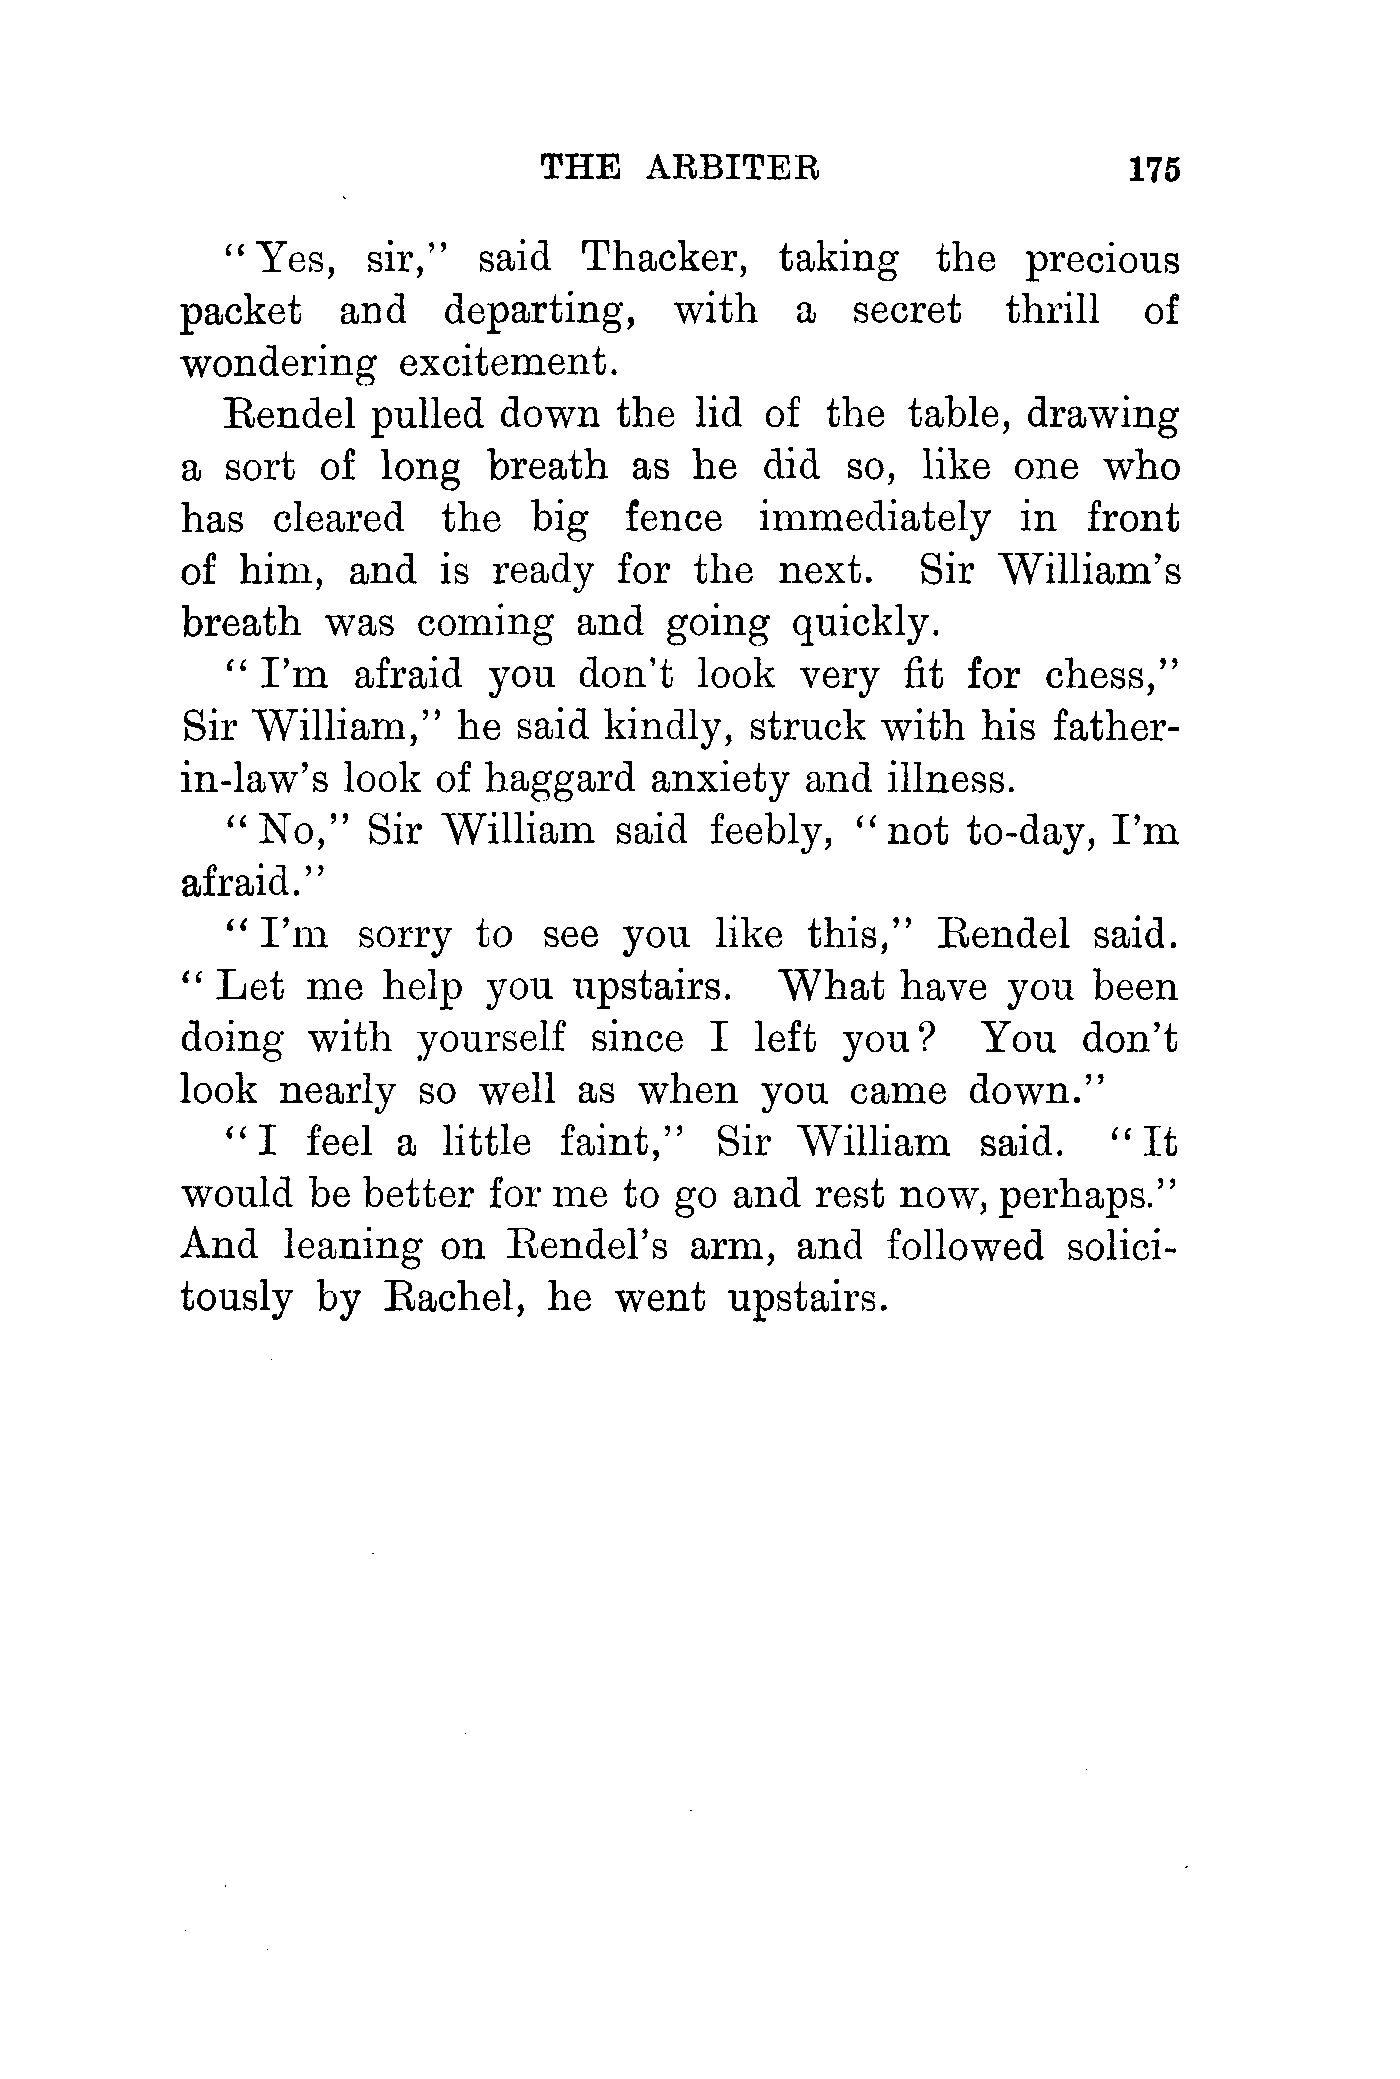 THE ARBITER 175
“Yes, sir,” said Thacker, taking the precious
packet and departing, with a secret thrill of
wondering excitement.
Rendel pulled down the lid of the table, drawing
a sort of long breath as he did so, like one who
has cleared the big fence immediately in front
of him, and is ready for the next. Sir William’s
breath was coming and going quickly.
“I’m afraid you don’t look very fit for chess,”
Sir William,” he said kindly, struck with his father-
in-law’s look of haggard anxiety and illness.
“No,” Sir William said feebly, “not to-day, I’m
afraid.”
“I’m sorry to see you like this,” Rendel said.
“Let me help you upstairs. What have you been
doing with yourself since I left you? You don’t
look nearly so well as when you came down.”
“I feel a little faint,” Sir William said. “It
would be better for me to go and rest now, perhaps.”
And leaning on Rendel’s arm, and followed solici-
tously by Rachel, he went upstairs.